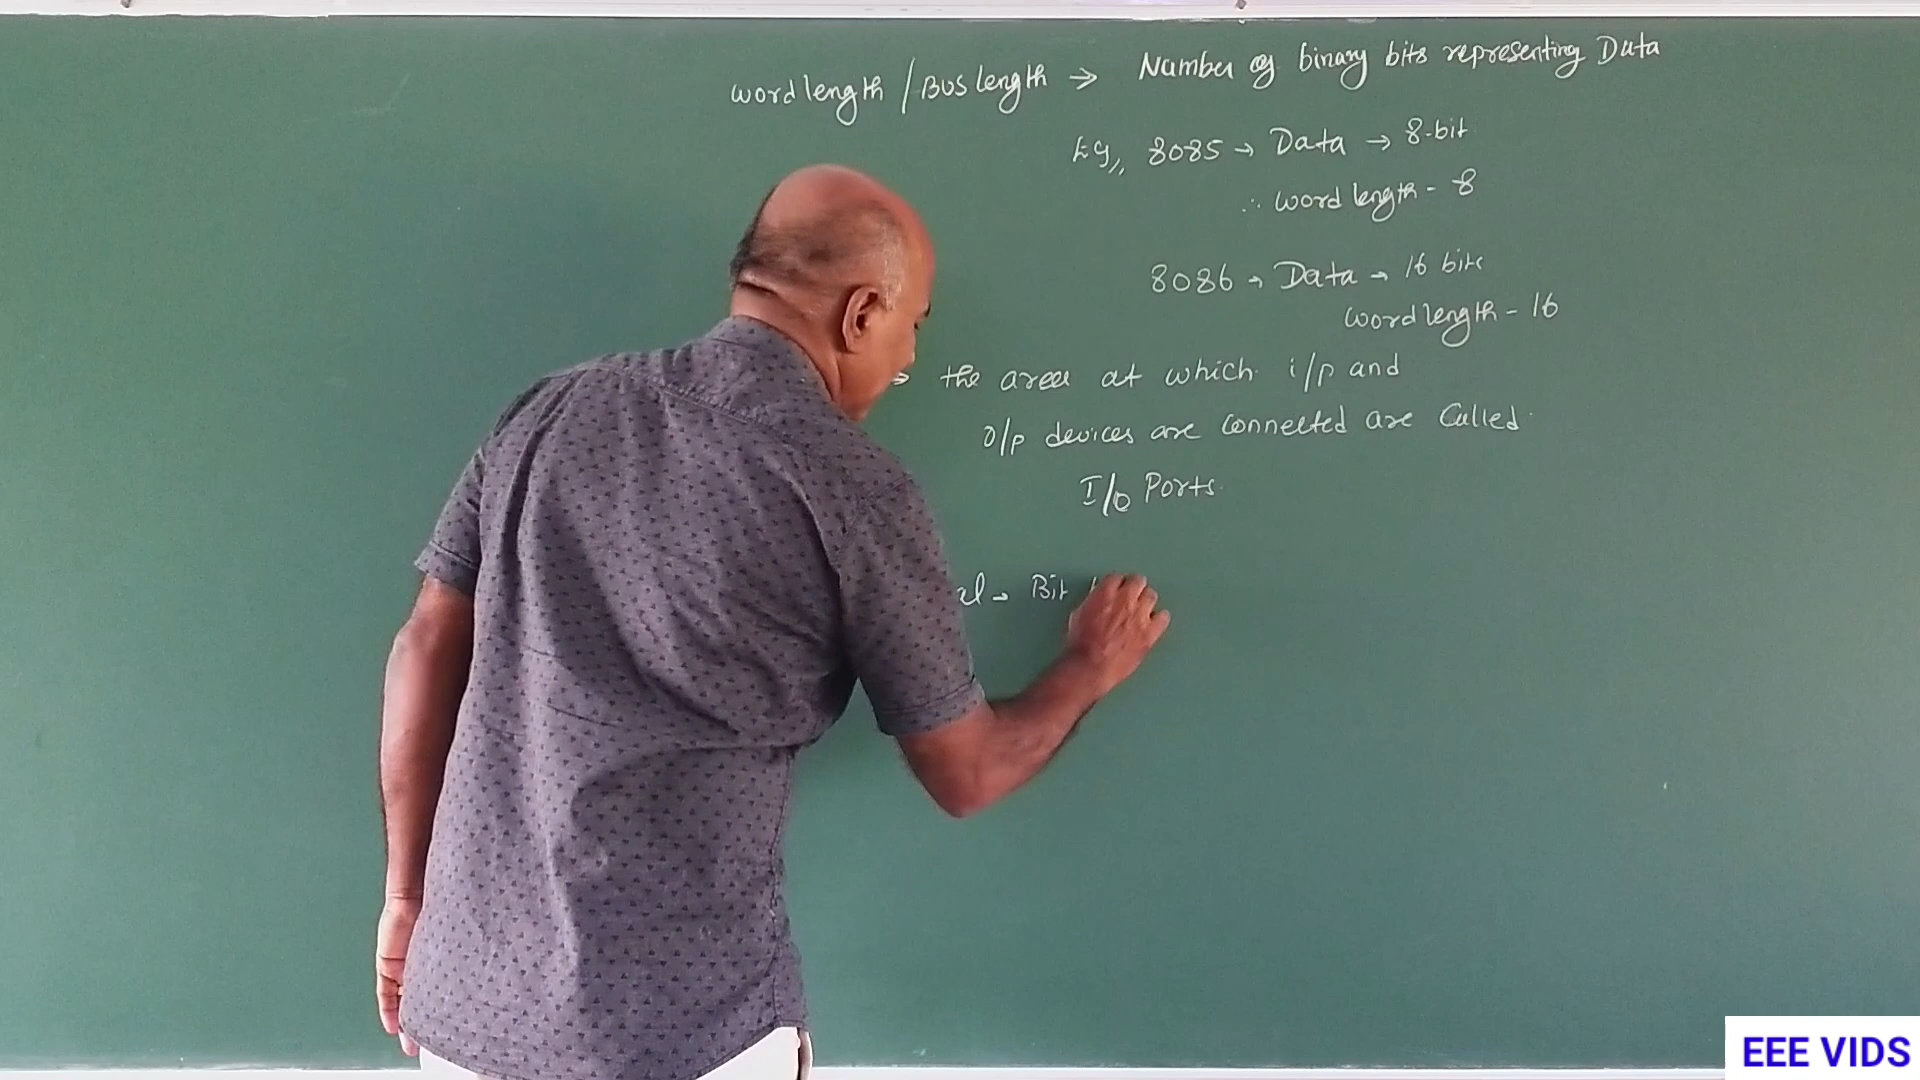 word length / Bus length → Number of binary bits representing Data
Eg,, 8085 → Data → 8-bit
∴ word length - 8
8086 → Data → 16 bits
word length - 16
→ the area at which i/p and
o/p devices are connected are called
I/O Ports.
al → Bit
EEE VIDS